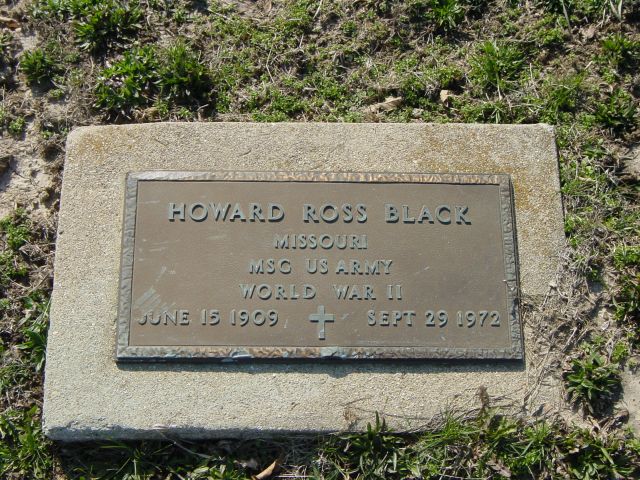 HOWARD ROSS BLACK
MISSOURI
MSG US ARMY
WORLD WAR II
JUNE 15 1909 SEPT 29 1972